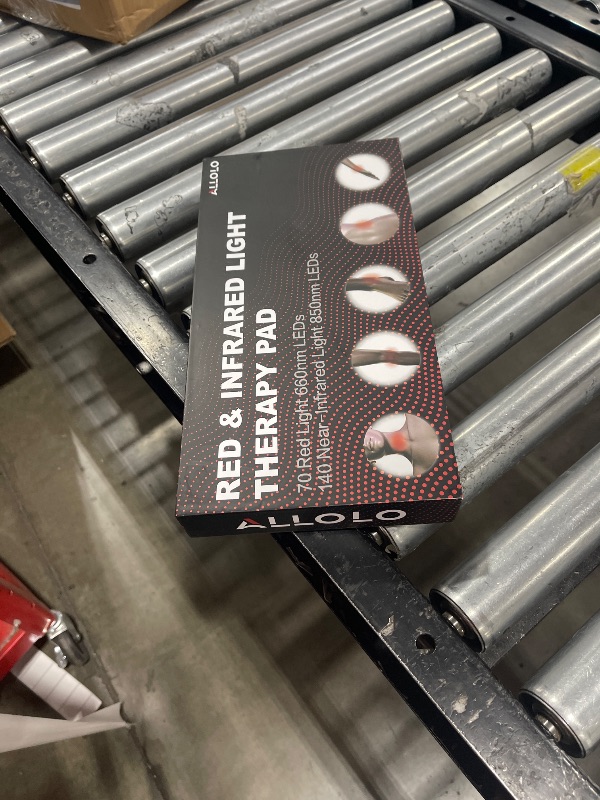 ALLOLO
RED & INFRARED LIGHT
THERAPY PAD
70 Red Light 660nm LEDs
140 Near-Infrared Light 850nm LEDs
ALLOLO